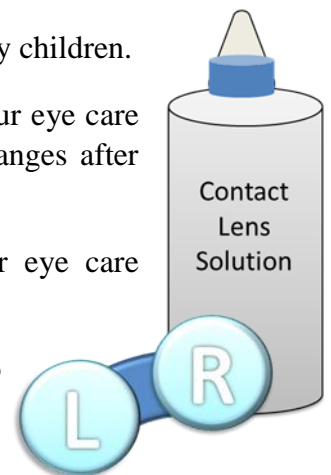 y children.
ur eye care
anges after
r eye care
Contact
Lens
Solution
L
R